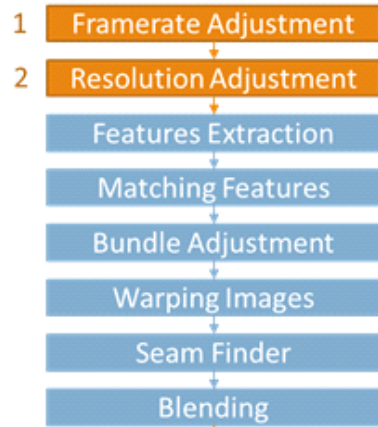 1 Framerate Adjustment
2 Resolution Adjustment
Features Extraction
Matching Features
Bundle Adjustment
Warping Images
Seam Finder
Blending